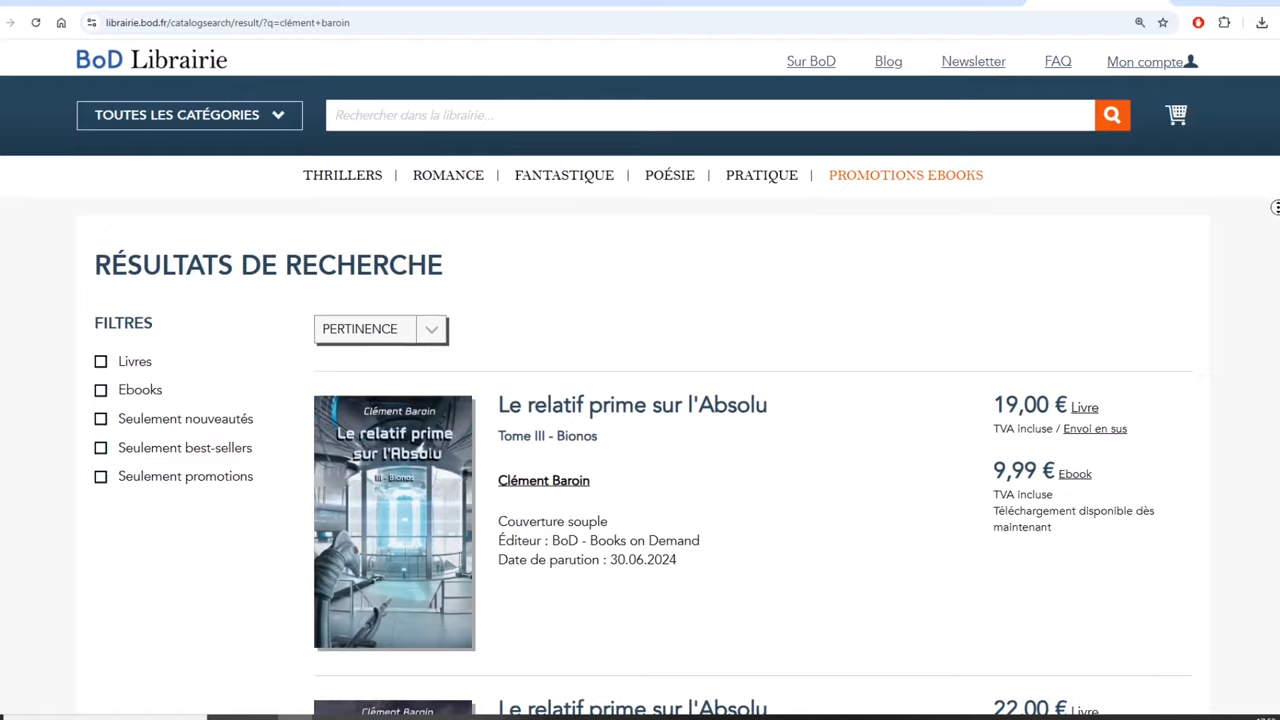 librairie.bod.fr/catalogsearch/result/?q=clément+baroin
BoD Librairie
Sur BoD
Blog
Newsletter
FAQ
Mon compte
TOUTES LES CATÉGORIES
Rechercher dans la librairie...
THRILLERS | ROMANCE | FANTASTIQUE | POÉSIE | PRATIQUE | PROMOTIONS EBOOKS
RÉSULTATS DE RECHERCHE
FILTRES
Livres
Ebooks
Seulement nouveautés
Seulement best-sellers
Seulement promotions
PERTINENCE
Clément Baroin
Le relatif prime
sur l'Absolu
III - Bionos
Le relatif prime sur l'Absolu
Tome III - Bionos
Clément Baroin
Couverture souple
Éditeur : BoD - Books on Demand
Date de parution : 30.06.2024
19,00 € Livre
TVA incluse / Envoi en sus
9,99 € Ebook
TVA incluse
Téléchargement disponible dès
maintenant
Clément Baroin
Le relatif prime sur l'Absolu
22,00 € Livre